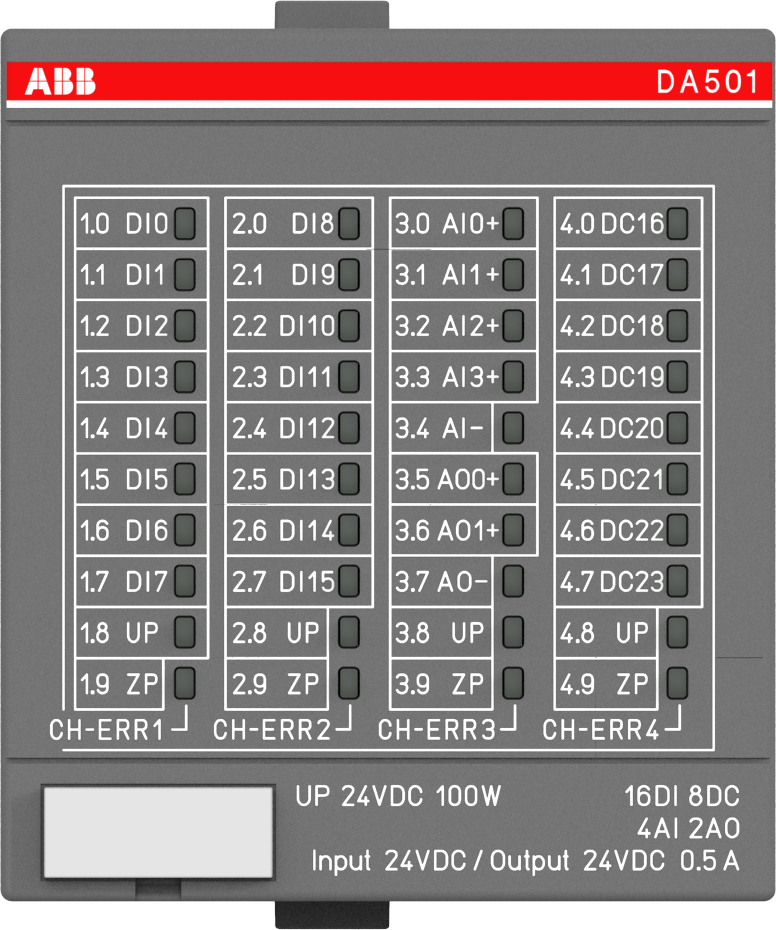 ABB DA501
1.0 DI0 2.0 DI8 3.0 AI0+ 4.0 DC16
1.1 DI1 2.1 DI9 3.1 AI1+ 4.1 DC17
1.2 DI2 2.2 DI10 3.2 AI2+ 4.2 DC18
1.3 DI3 2.3 DI11 3.3 AI3+ 4.3 DC19
1.4 DI4 2.4 DI12 3.4 AI− 4.4 DC20
1.5 DI5 2.5 DI13 3.5 AO0+ 4.5 DC21
1.6 DI6 2.6 DI14 3.6 AO1+ 4.6 DC22
1.7 DI7 2.7 DI15 3.7 AO− 4.7 DC23
1.8 UP 2.8 UP 3.8 UP 4.8 UP
1.9 ZP 2.9 ZP 3.9 ZP 4.9 ZP
CH-ERR1 CH-ERR2 CH-ERR3 CH-ERR4
UP 24VDC 100W 16DI 8DC
4AI 2AO
Input 24VDC / Output 24VDC 0.5 A